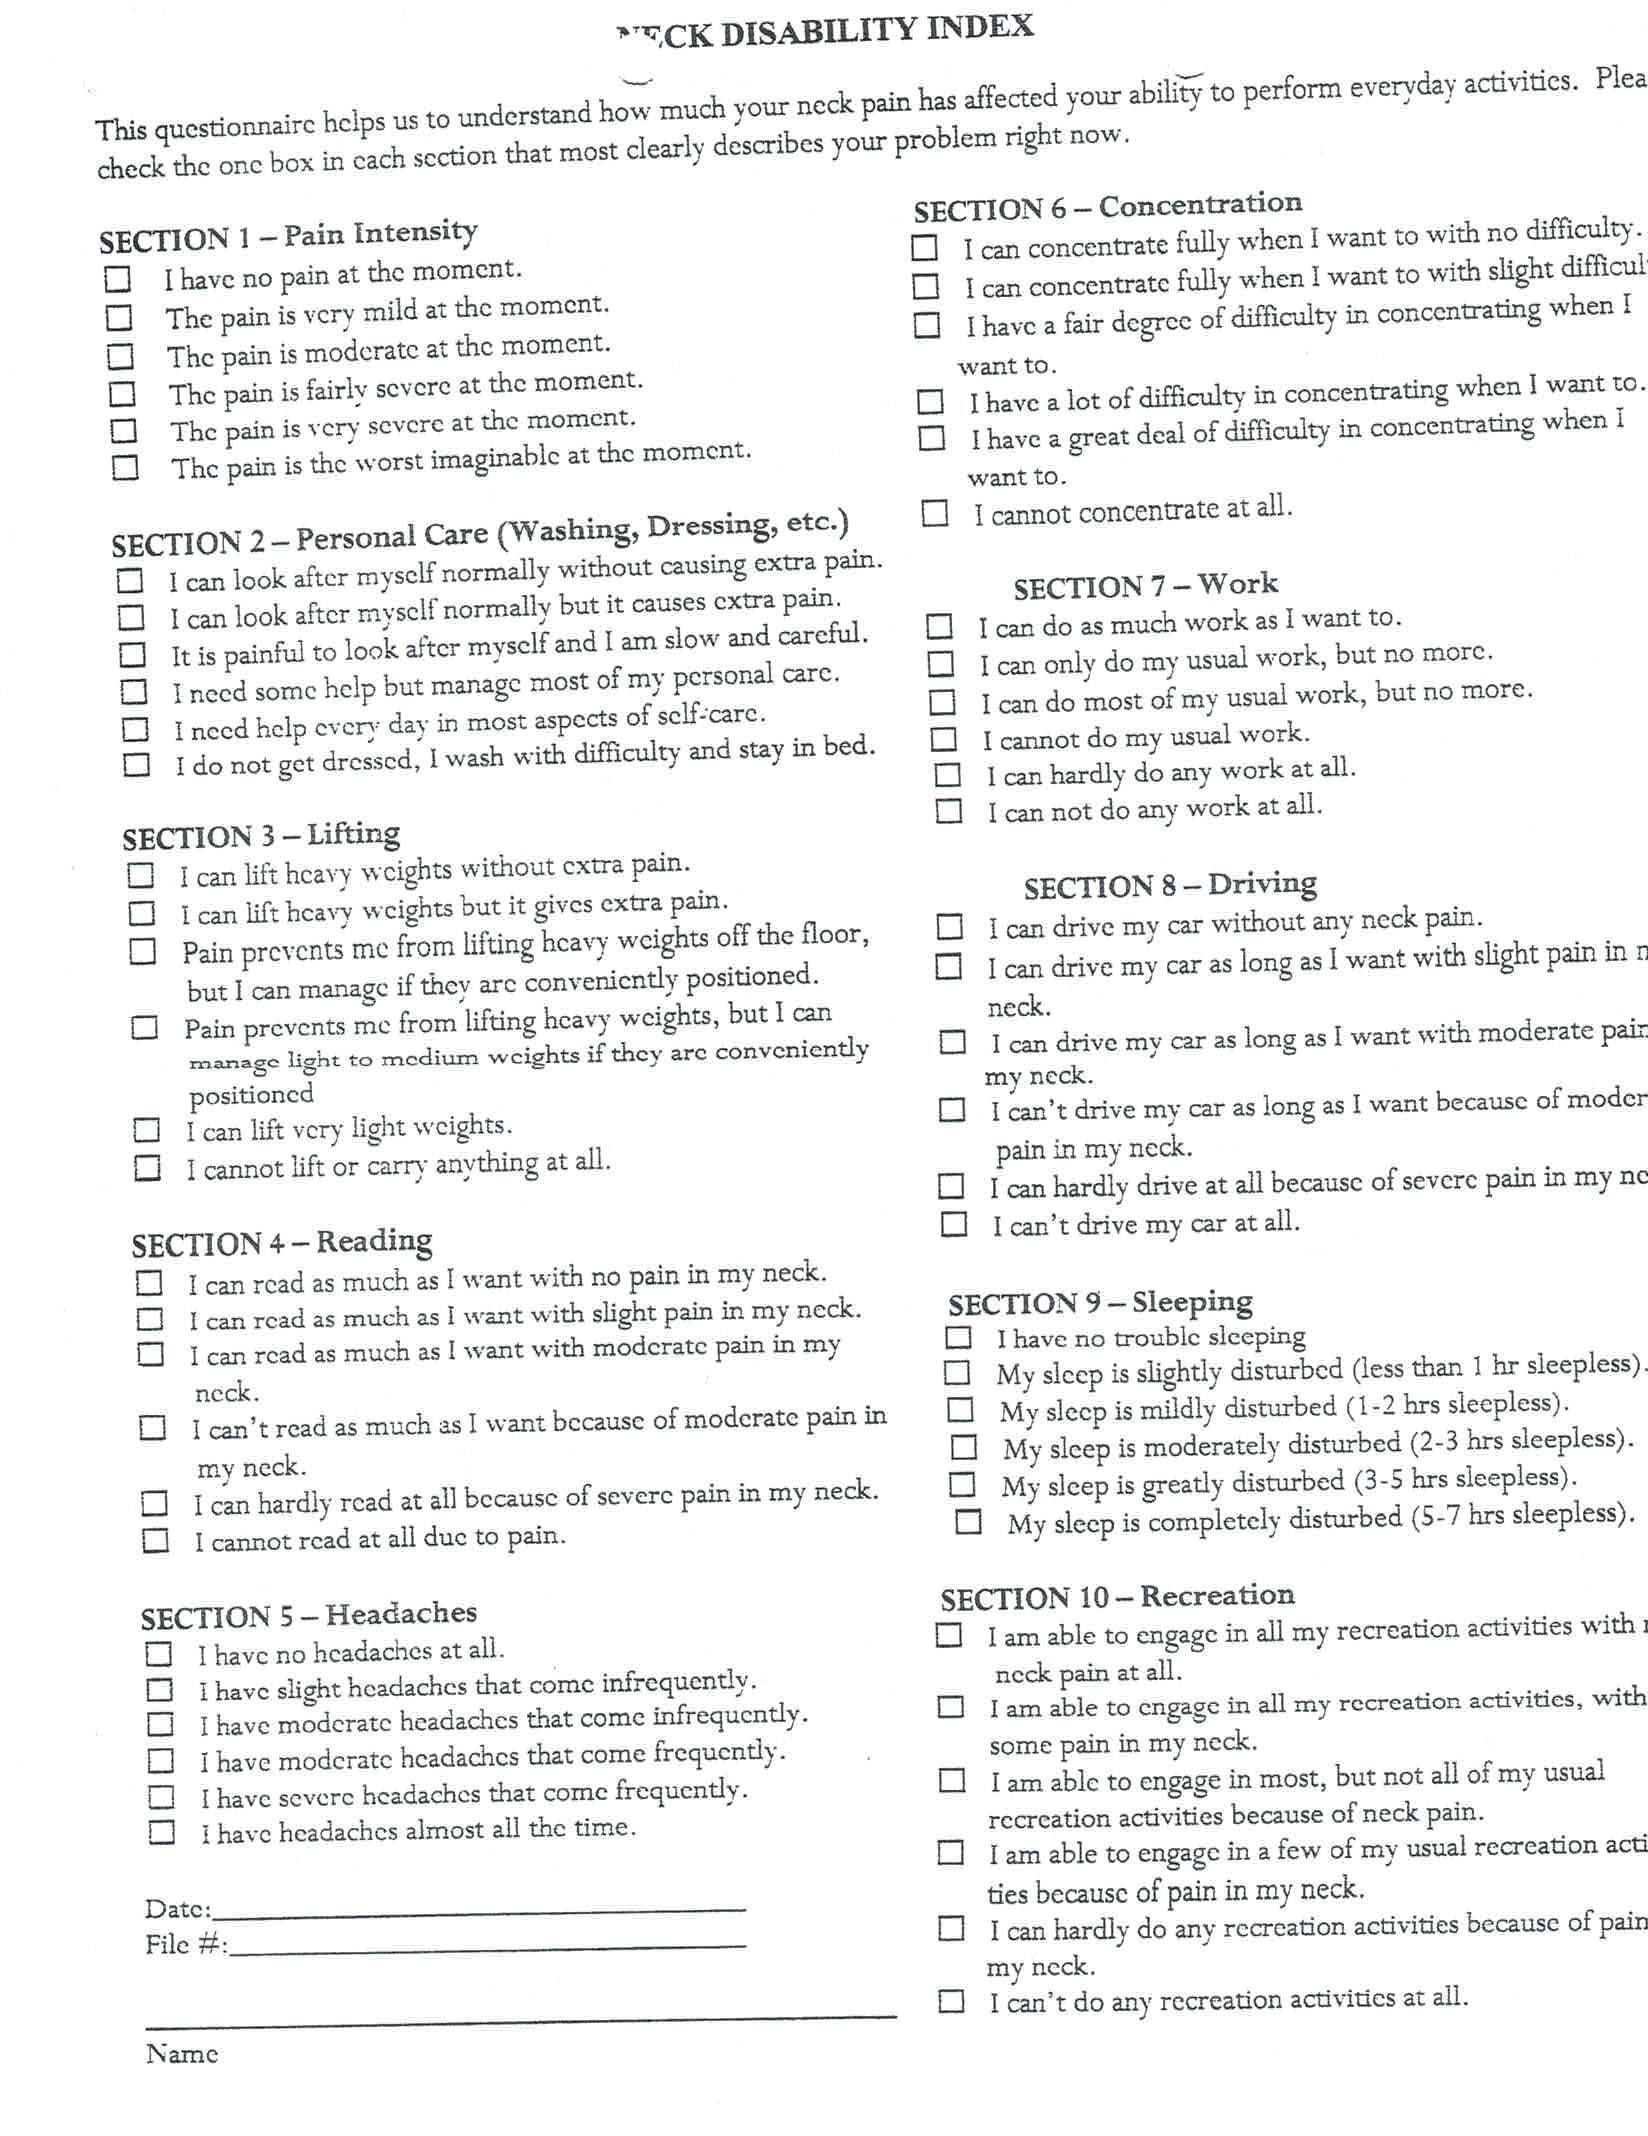 NECK DISABILITY INDEX
This questionnaire helps us to understand how much your neck pain has affected your ability to perform everyday activities. Plea
check the one box in each section that most clearly describes your problem right now.
SECTION 1 – Pain Intensity
I have no pain at the moment.
The pain is very mild at the moment.
The pain is moderate at the moment.
The pain is fairly severe at the moment.
The pain is very severe at the moment.
The pain is the worst imaginable at the moment.
SECTION 2 – Personal Care (Washing, Dressing, etc.)
I can look after myself normally without causing extra pain.
I can look after myself normally but it causes extra pain.
It is painful to look after myself and I am slow and careful.
I need some help but manage most of my personal care.
I need help every day in most aspects of self-care.
I do not get dressed, I wash with difficulty and stay in bed.
SECTION 3 – Lifting
I can lift heavy weights without extra pain.
I can lift heavy weights but it gives extra pain.
Pain prevents me from lifting heavy weights off the floor,
but I can manage if they are conveniently positioned.
Pain prevents me from lifting heavy weights, but I can
manage light to medium weights if they are conveniently
positioned
I can lift very light weights.
I cannot lift or carry anything at all.
SECTION 4 – Reading
I can read as much as I want with no pain in my neck.
I can read as much as I want with slight pain in my neck.
I can read as much as I want with moderate pain in my
neck.
I can't read as much as I want because of moderate pain in
my neck.
I can hardly read at all because of severe pain in my neck.
I cannot read at all due to pain.
SECTION 5 – Headaches
I have no headaches at all.
I have slight headaches that come infrequently.
I have moderate headaches that come infrequently.
I have moderate headaches that come frequently.
I have severe headaches that come frequently.
I have headaches almost all the time.
Date:
File #:
Name
SECTION 6 – Concentration
I can concentrate fully when I want to with no difficulty.
I can concentrate fully when I want to with slight difficul
I have a fair degree of difficulty in concentrating when I
want to.
I have a lot of difficulty in concentrating when I want to.
I have a great deal of difficulty in concentrating when I
want to.
I cannot concentrate at all.
SECTION 7 – Work
I can do as much work as I want to.
I can only do my usual work, but no more.
I can do most of my usual work, but no more.
I cannot do my usual work.
I can hardly do any work at all.
I can not do any work at all.
SECTION 8 – Driving
I can drive my car without any neck pain.
I can drive my car as long as I want with slight pain in
neck.
I can drive my car as long as I want with moderate pain
my neck.
I can't drive my car as long as I want because of moder
pain in my neck.
I can hardly drive at all because of severe pain in my ne
I can't drive my car at all.
SECTION 9 – Sleeping
I have no trouble sleeping
My sleep is slightly disturbed (less than 1 hr sleepless).
My sleep is mildly disturbed (1-2 hrs sleepless).
My sleep is moderately disturbed (2-3 hrs sleepless).
My sleep is greatly disturbed (3-5 hrs sleepless).
My sleep is completely disturbed (5-7 hrs sleepless).
SECTION 10 – Recreation
I am able to engage in all my recreation activities with
neck pain at all.
I am able to engage in all my recreation activities, with
some pain in my neck.
I am able to engage in most, but not all of my usual
recreation activities because of neck pain.
I am able to engage in a few of my usual recreation acti
ties because of pain in my neck.
I can hardly do any recreation activities because of pain
my neck.
I can't do any recreation activities at all.